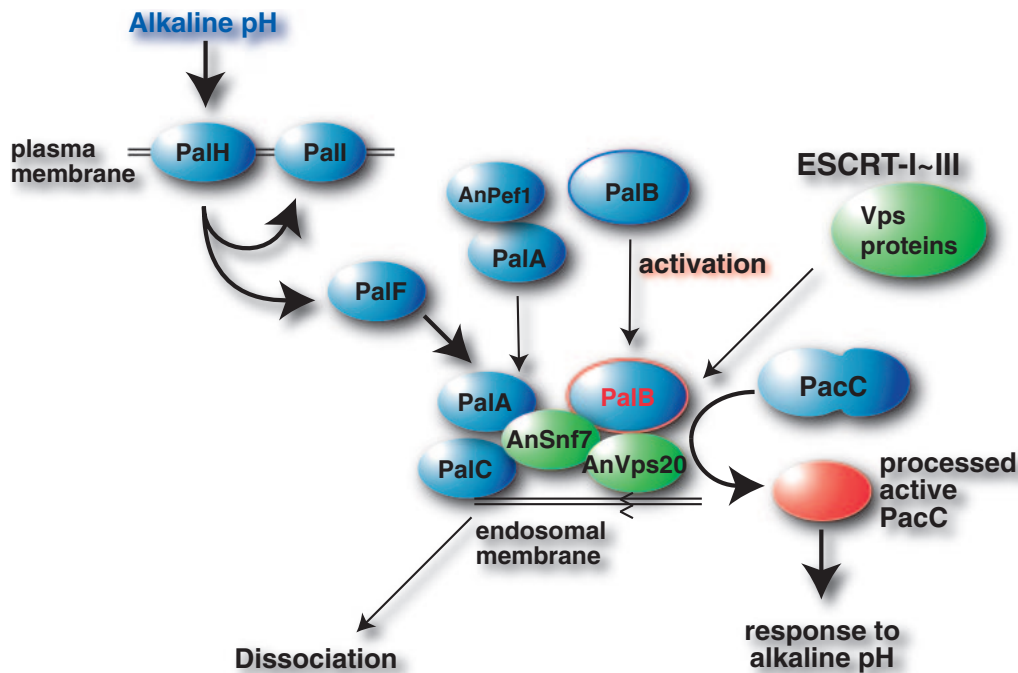 Alkaline pH
plasma
membrane
PalH
PalI
AnPef1
PalA
PalB
ESCRT-I~III
Vps
proteins
activation
PalF
PalA
PalB
PacC
AnSnf7
PalC
AnVps20
processed
active
PacC
endosomal
membrane
Dissociation
response to
alkaline pH